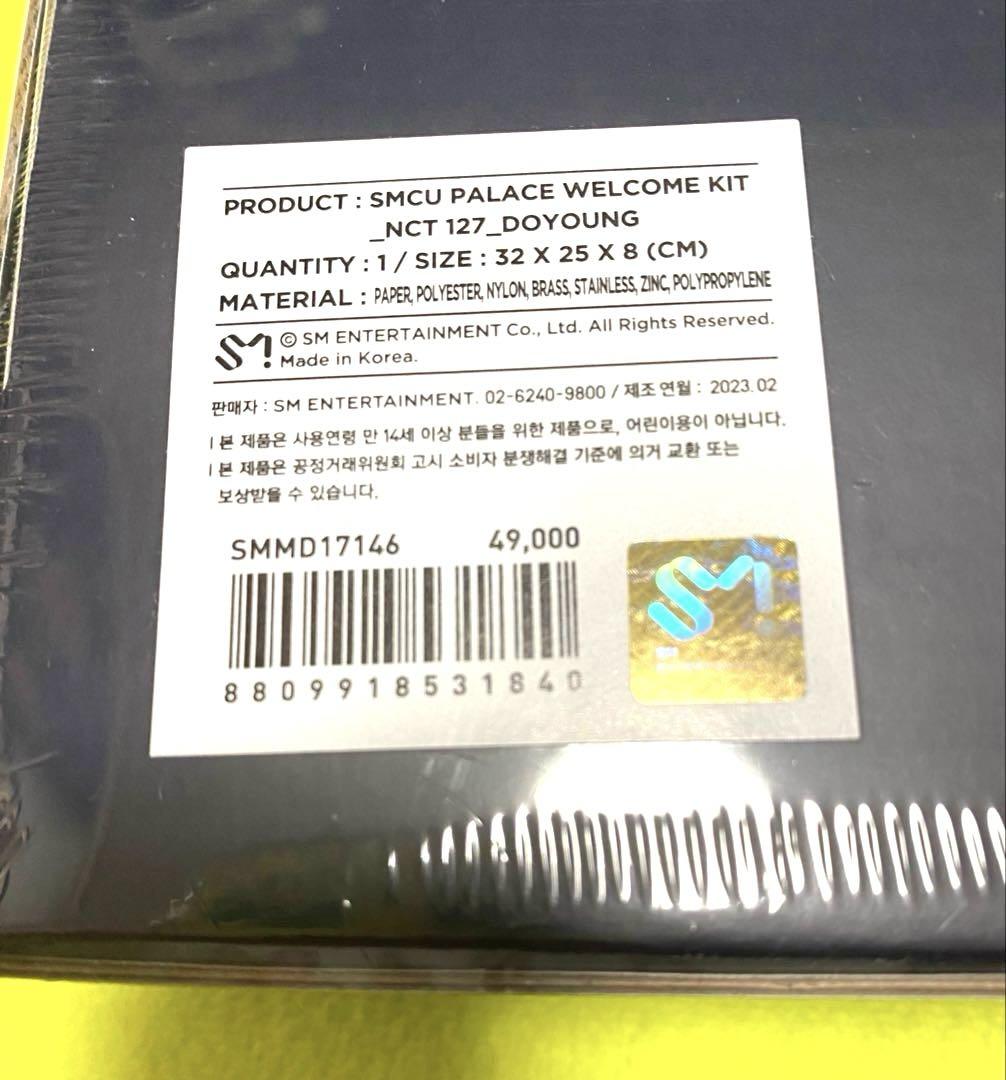 PRODUCT : SMCU PALACE WELCOME KIT
_NCT 127_DOYOUNG
QUANTITY : 1 / SIZE : 32 X 25 X 8 (CM)
MATERIAL : PAPER, POLYESTER, NYLON, BRASS, STAINLESS, ZINC, POLYPROPYLENE
SM! © SM ENTERTAINMENT Co., Ltd. All Rights Reserved.
Made in Korea.
판매자 : SM ENTERTAINMENT. 02-6240-9800 / 제조연월 : 2023.02
| 본 제품은 사용연령 만 14세 이상 분들을 위한 제품으로, 어린이용이 아닙니다.
| 본 제품은 공정거래위원회 고시 소비자 분쟁해결 기준에 의거 교환 또는
보상받을 수 있습니다.
SMMD17146 49,000
8809918531840
SM!